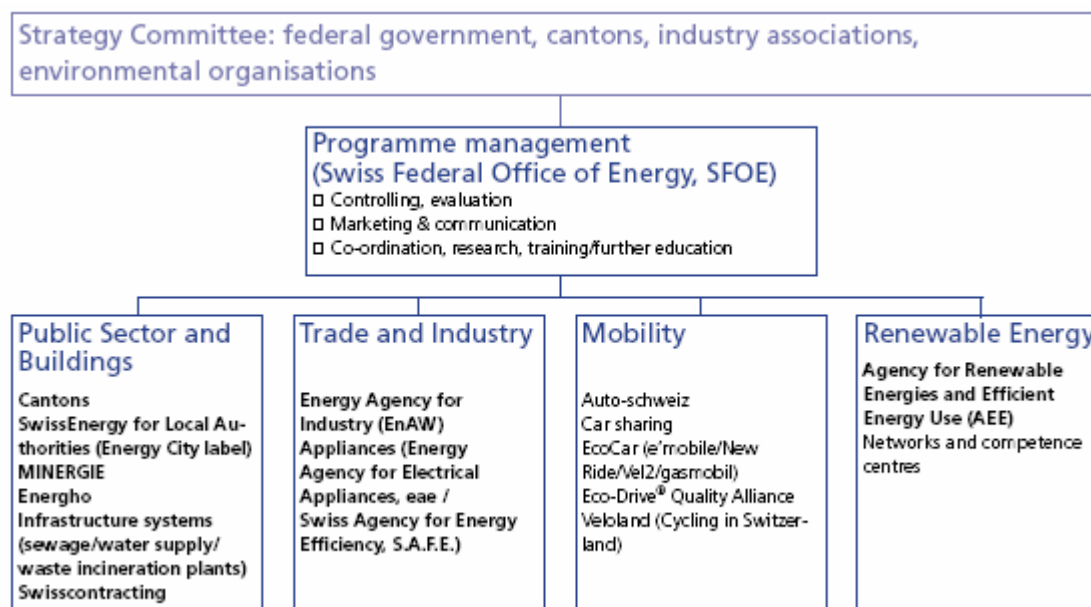 Strategy Committee: federal government, cantons, industry associations,
environmental organisations
Programme management
(Swiss Federal Office of Energy, SFOE)
□ Controlling, evaluation
□ Marketing & communication
□ Co-ordination, research, training/further education
Public Sector and
Buildings
Cantons
SwissEnergy for Local Au-
thorities (Energy City label)
MINERGIE
Energho
Infrastructure systems
(sewage/water supply/
waste incineration plants)
Swisscontracting
Trade and Industry
Energy Agency for
Industry (EnAW)
Appliances (Energy
Agency for Electrical
Appliances, eae /
Swiss Agency for Energy
Efficiency, S.A.F.E.)
Mobility
Auto-schweiz
Car sharing
EcoCar (e'mobile/New
Ride/Vel2/gasmobil)
Eco-Drive® Quality Alliance
Veloland (Cycling in Switzer-
land)
Renewable Energy
Agency for Renewable
Energies and Efficient
Energy Use (AEE)
Networks and competence
centres